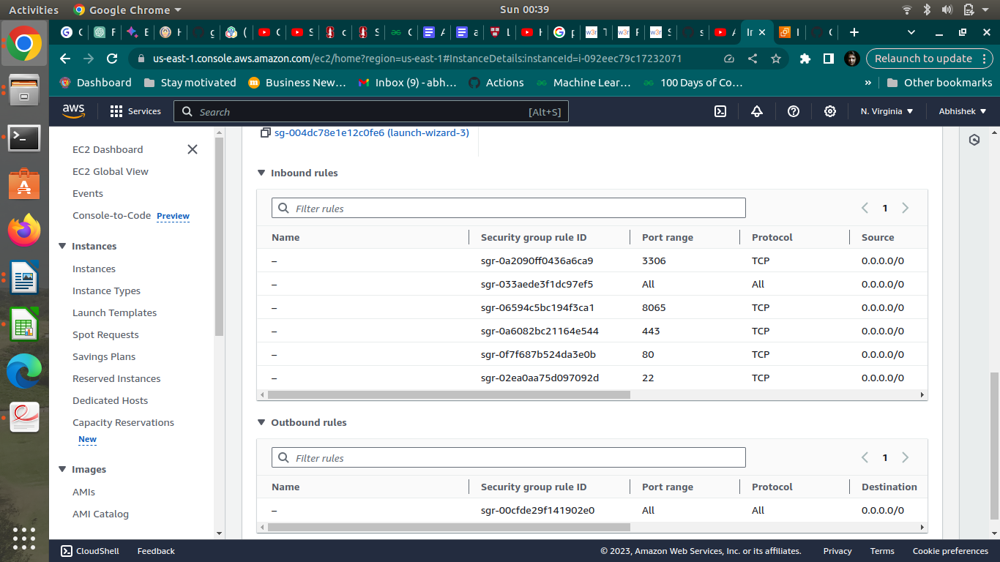 Activities Google Chrome Sun 00:39
us-east-1.console.aws.amazon.com/ec2/home?region=us-east-1#InstanceDetails:instanceId=i-092eec79c17232071 Relaunch to update
Dashboard Stay motivated Business New… Inbox (9) - abh… Actions Machine Lear… 100 Days of Co… » Other bookmarks
aws Services Search [Alt+S] N. Virginia Abhishek
EC2 Dashboard
EC2 Global View
Events
Console-to-Code Preview
Instances
Instances
Instance Types
Launch Templates
Spot Requests
Savings Plans
Reserved Instances
Dedicated Hosts
Capacity Reservations
New
Images
AMIs
AMI Catalog
sg-004dc78e1e12c0fe6 (launch-wizard-3)
Inbound rules
Filter rules 1
Name Security group rule ID Port range Protocol Source
– sgr-0a2090ff0436a6ca9 3306 TCP 0.0.0.0/0
– sgr-033aede3f1dc97ef5 All All 0.0.0.0/0
– sgr-06594c5bc194f3ca1 8065 TCP 0.0.0.0/0
– sgr-0a6082bc21164e544 443 TCP 0.0.0.0/0
– sgr-0f7f687b524da3e0b 80 TCP 0.0.0.0/0
– sgr-02ea0aa75d097092d 22 TCP 0.0.0.0/0
Outbound rules
Filter rules 1
Name Security group rule ID Port range Protocol Destination
– sgr-00cfde29f141902e0 All All 0.0.0.0/0
CloudShell Feedback © 2023, Amazon Web Services, Inc. or its affiliates. Privacy Terms Cookie preferences